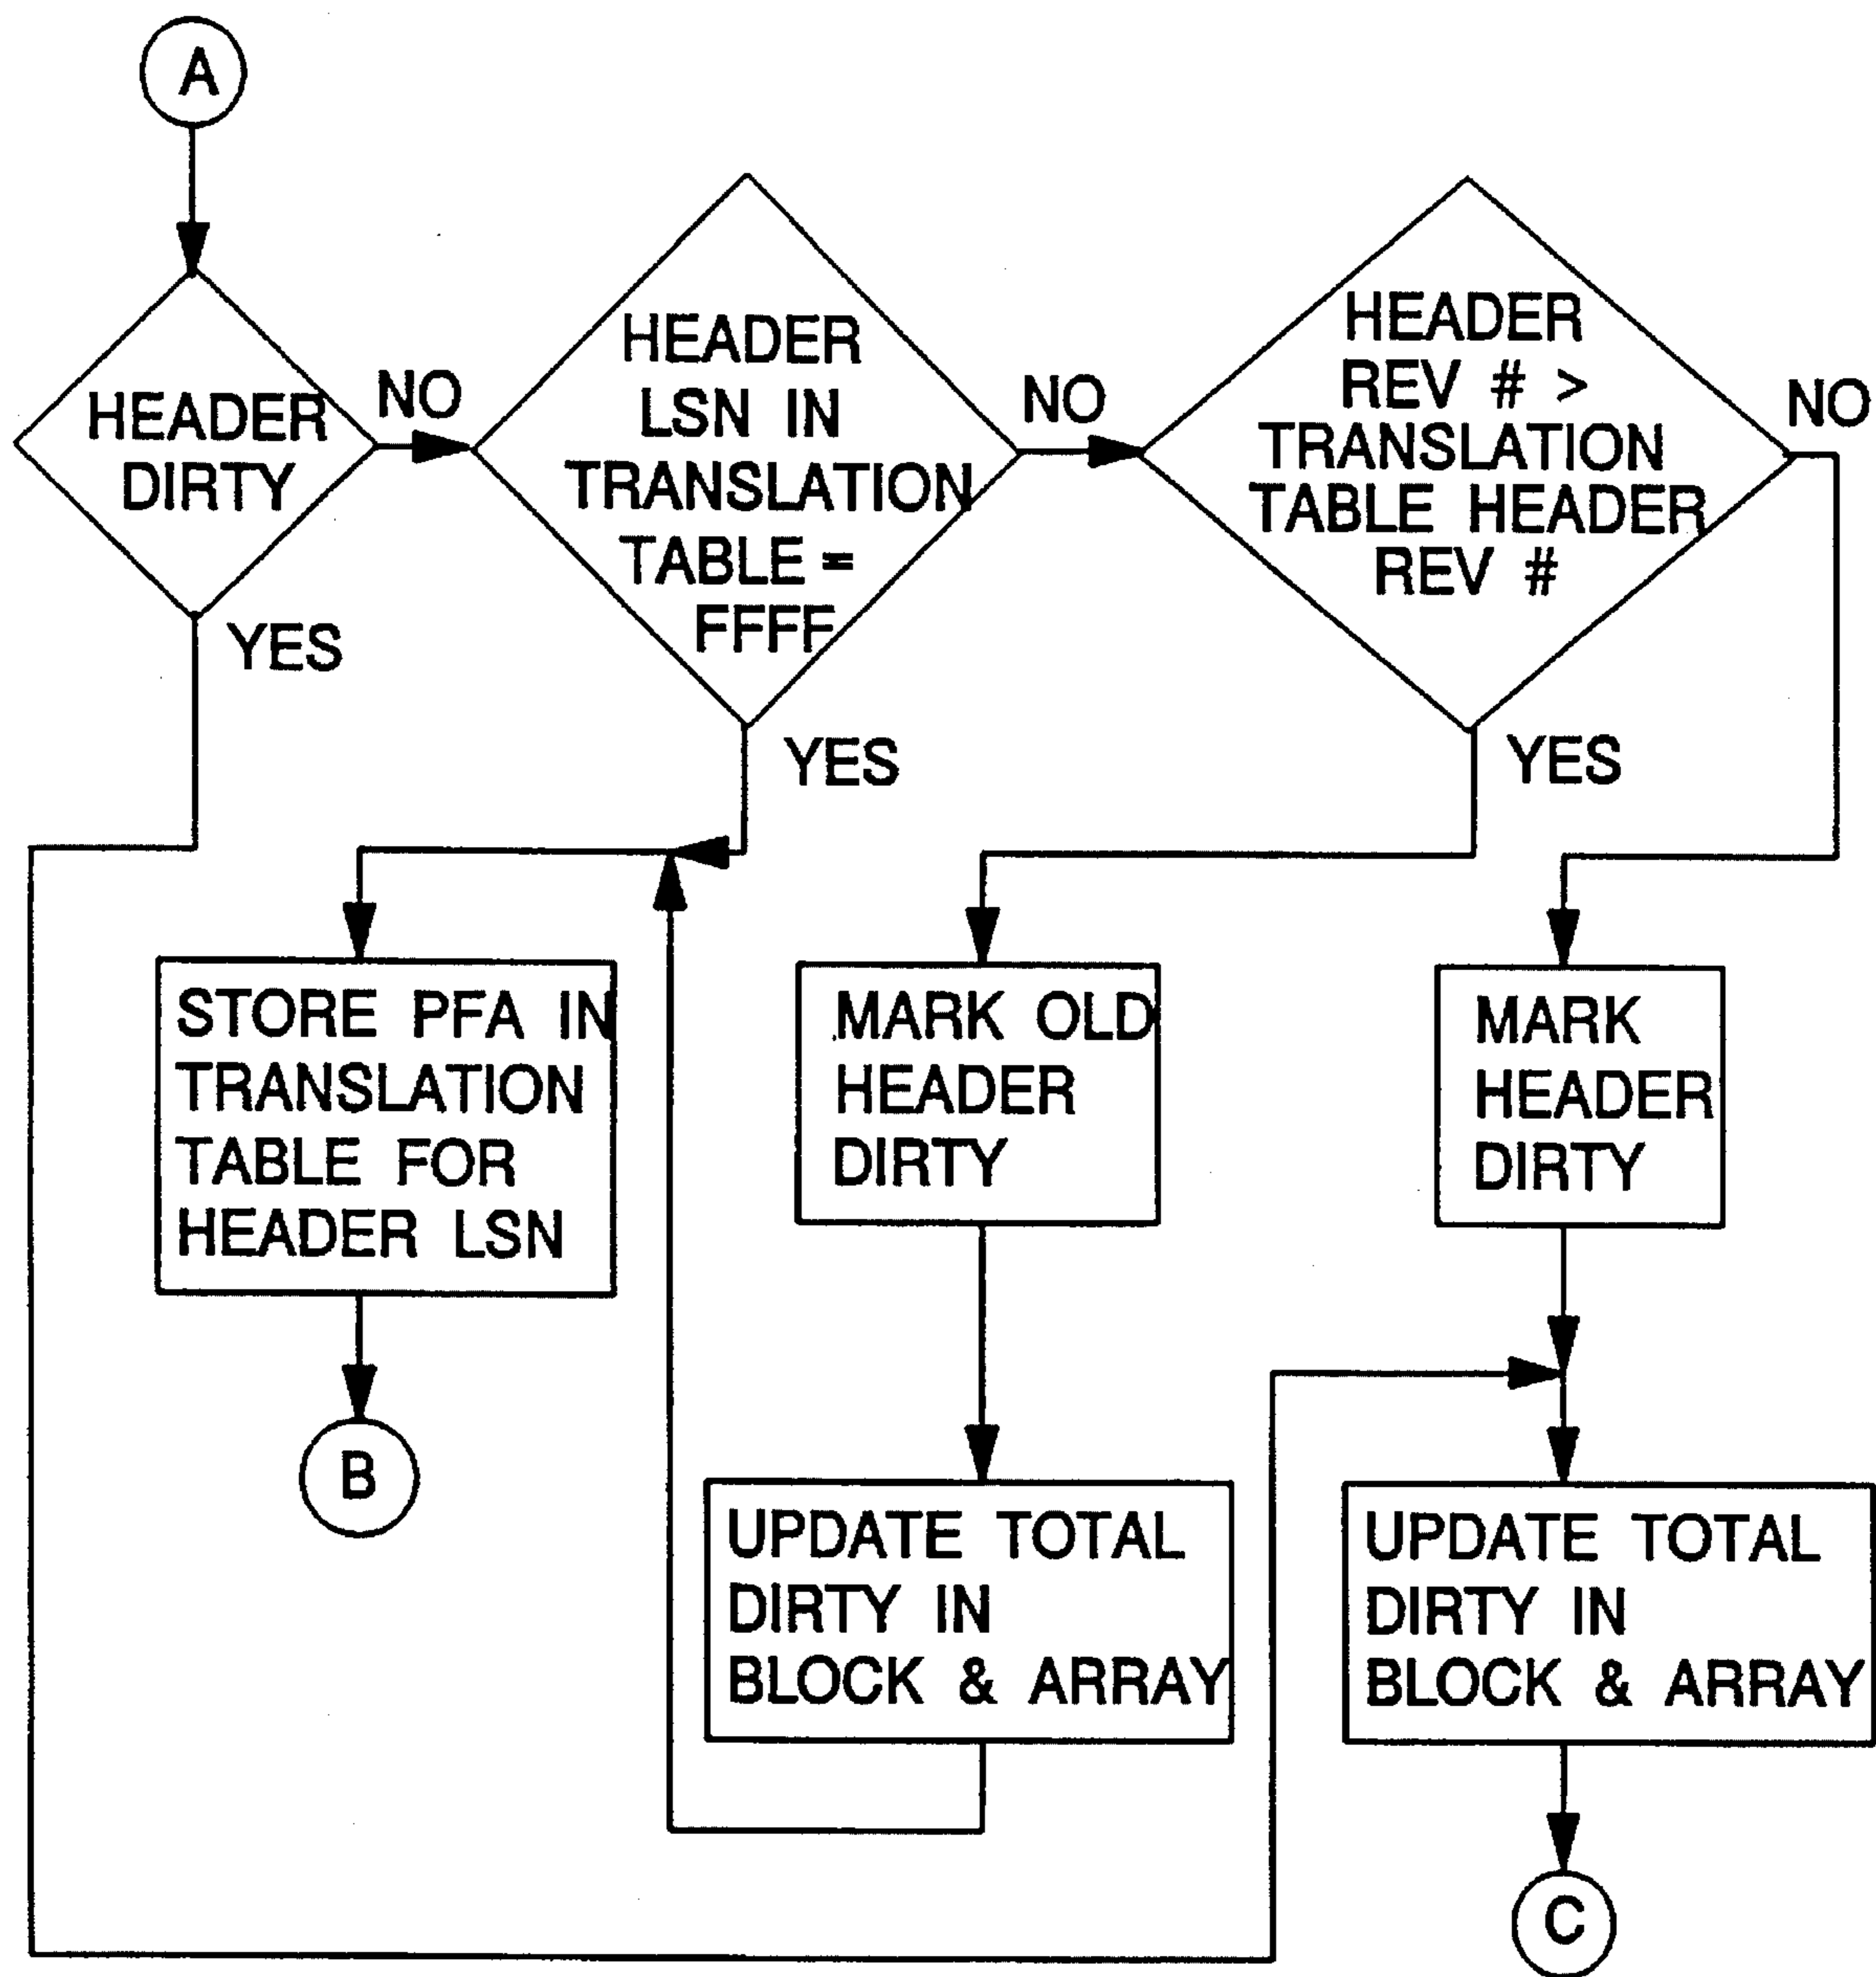 A
HEADER
DIRTY
NO
YES
HEADER
LSN IN
TRANSLATION
TABLE =
FFFF
NO
YES
HEADER
REV # >
TRANSLATION
TABLE HEADER
REV #
NO
YES
STORE PFA IN
TRANSLATION
TABLE FOR
HEADER LSN
B
MARK OLD
HEADER
DIRTY
UPDATE TOTAL
DIRTY IN
BLOCK & ARRAY
MARK
HEADER
DIRTY
UPDATE TOTAL
DIRTY IN
BLOCK & ARRAY
C